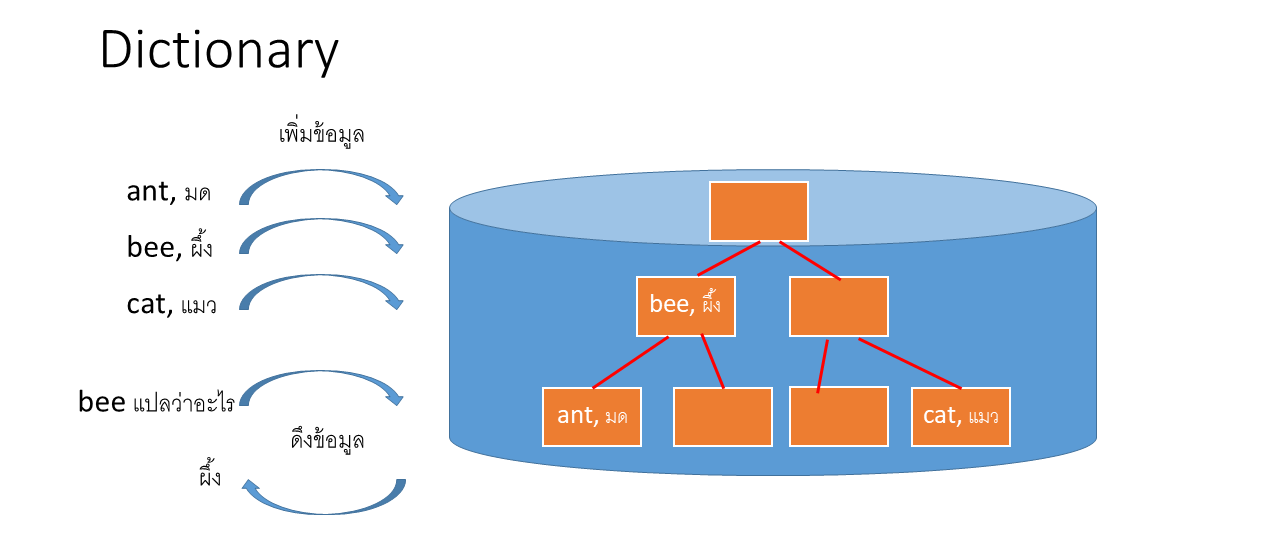 Dictionary
เพิ่มข้อมูล
ant, มด
bee, ผึ้ง
cat, แมว
bee แปลว่าอะไร
ดึงข้อมูล
ผึ้ง
bee, ผึ้ง
ant, มด
cat, แมว